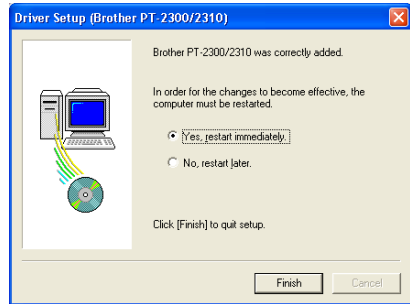 Driver Setup (Brother PT-2300/2310)
Brother PT-2300/2310 was correctly added.
In order for the changes to become effective, the
computer must be restarted.
Yes, restart immediately.
No, restart later.
Click [Finish] to quit setup.
Finish
Cancel